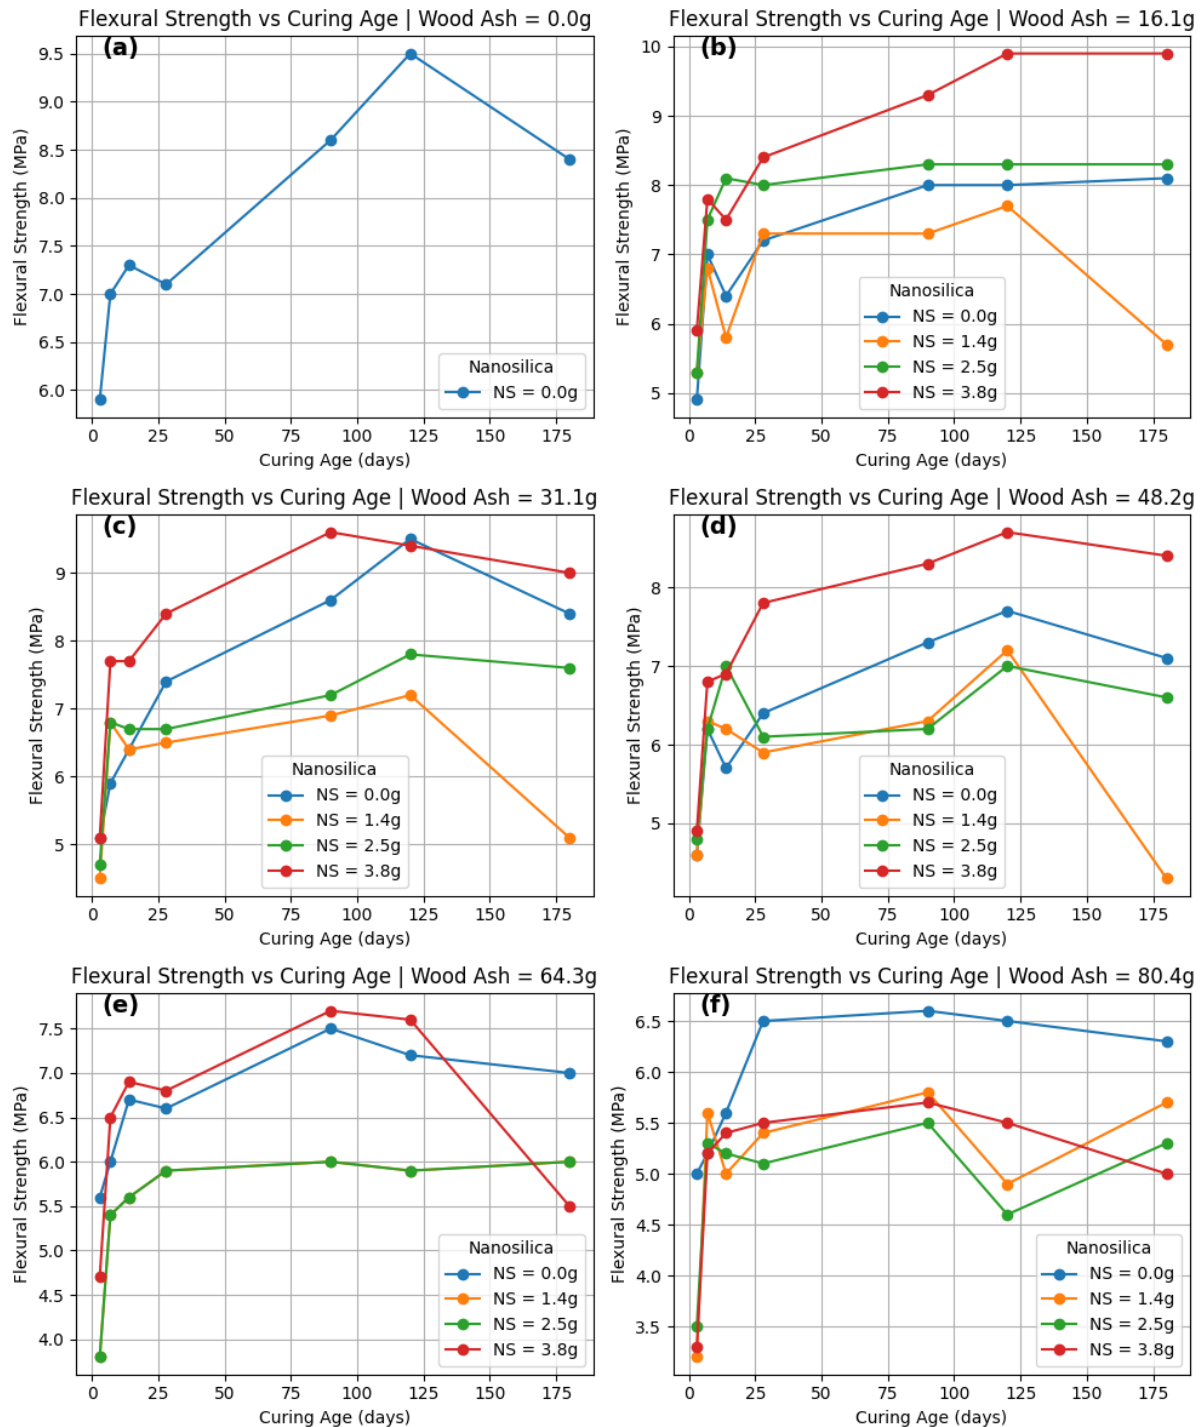 Flexural Strength vs Curing Age | Wood Ash = 0.0g
(a)
9.5
9.0
8.5
8.0
7.5
7.0
6.5
6.0
Flexural Strength (MPa)
Nanosilica
NS = 0.0g
0 25 50 75 100 125 150 175
Curing Age (days)
Flexural Strength vs Curing Age | Wood Ash = 16.1g
(b)
10
9
8
7
6
5
Flexural Strength (MPa)
Nanosilica
NS = 0.0g
NS = 1.4g
NS = 2.5g
NS = 3.8g
0 25 50 75 100 125 150 175
Curing Age (days)
Flexural Strength vs Curing Age | Wood Ash = 31.1g
(c)
9
8
7
6
5
Flexural Strength (MPa)
Nanosilica
NS = 0.0g
NS = 1.4g
NS = 2.5g
NS = 3.8g
0 25 50 75 100 125 150 175
Curing Age (days)
Flexural Strength vs Curing Age | Wood Ash = 48.2g
(d)
8
7
6
5
Flexural Strength (MPa)
Nanosilica
NS = 0.0g
NS = 1.4g
NS = 2.5g
NS = 3.8g
0 25 50 75 100 125 150 175
Curing Age (days)
Flexural Strength vs Curing Age | Wood Ash = 64.3g
(e)
7.5
7.0
6.5
6.0
5.5
5.0
4.5
4.0
Flexural Strength (MPa)
Nanosilica
NS = 0.0g
NS = 1.4g
NS = 2.5g
NS = 3.8g
0 25 50 75 100 125 150 175
Curing Age (days)
Flexural Strength vs Curing Age | Wood Ash = 80.4g
(f)
6.5
6.0
5.5
5.0
4.5
4.0
3.5
Flexural Strength (MPa)
Nanosilica
NS = 0.0g
NS = 1.4g
NS = 2.5g
NS = 3.8g
0 25 50 75 100 125 150 175
Curing Age (days)